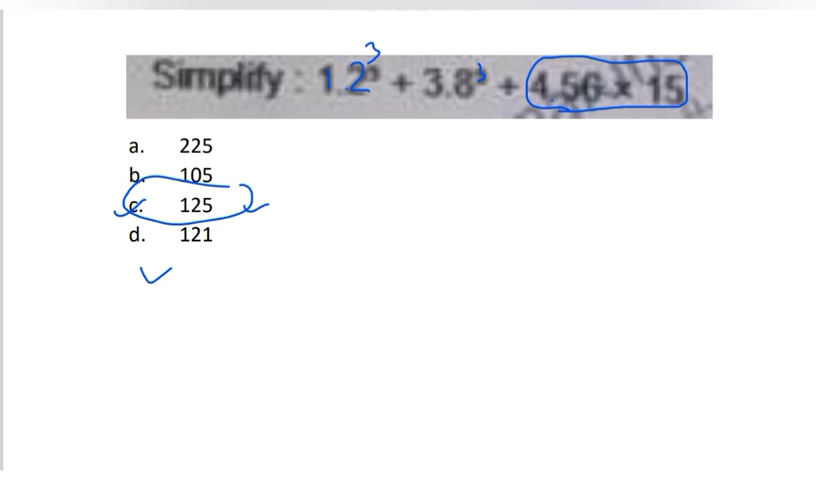 Simplify : 1.2³ + 3.8³ + 4.56 x 15
a. 225
b. 105
c. 125
d. 121